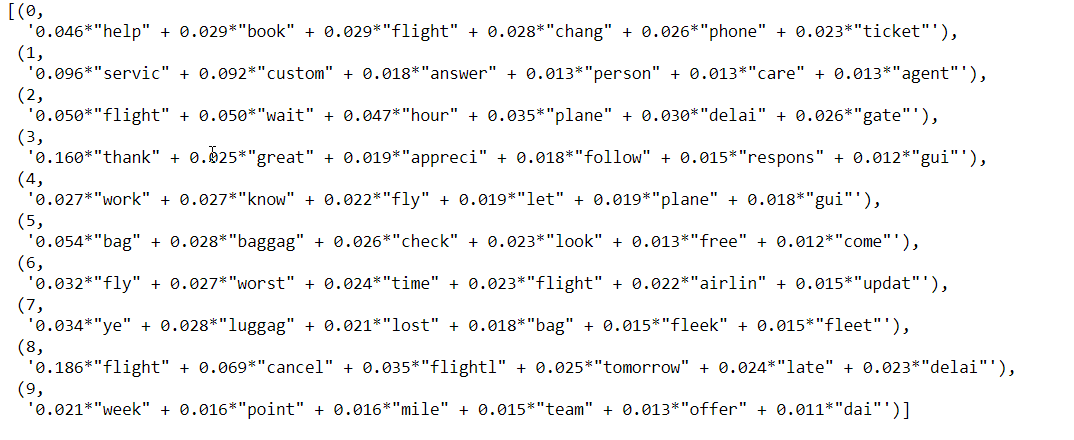 [(0,
'0.046*"help" + 0.029*"book" + 0.029*"flight" + 0.028*"chang" + 0.026*"phone" + 0.023*"ticket"'),
(1,
'0.096*"servic" + 0.092*"custom" + 0.018*"answer" + 0.013*"person" + 0.013*"care" + 0.013*"agent"'),
(2,
'0.050*"flight" + 0.050*"wait" + 0.047*"hour" + 0.035*"plane" + 0.030*"delai" + 0.026*"gate"'),
(3,
'0.160*"thank" + 0.025*"great" + 0.019*"appreci" + 0.018*"follow" + 0.015*"respons" + 0.012*"gui"'),
(4,
'0.027*"work" + 0.027*"know" + 0.022*"fly" + 0.019*"let" + 0.019*"plane" + 0.018*"gui"'),
(5,
'0.054*"bag" + 0.028*"baggag" + 0.026*"check" + 0.023*"look" + 0.013*"free" + 0.012*"come"'),
(6,
'0.032*"fly" + 0.027*"worst" + 0.024*"time" + 0.023*"flight" + 0.022*"airlin" + 0.015*"updat"'),
(7,
'0.034*"ye" + 0.028*"luggag" + 0.021*"lost" + 0.018*"bag" + 0.015*"fleek" + 0.015*"fleet"'),
(8,
'0.186*"flight" + 0.069*"cancel" + 0.035*"flightl" + 0.025*"tomorrow" + 0.024*"late" + 0.023*"delai"'),
(9,
'0.021*"week" + 0.016*"point" + 0.016*"mile" + 0.015*"team" + 0.013*"offer" + 0.011*"dai"')]